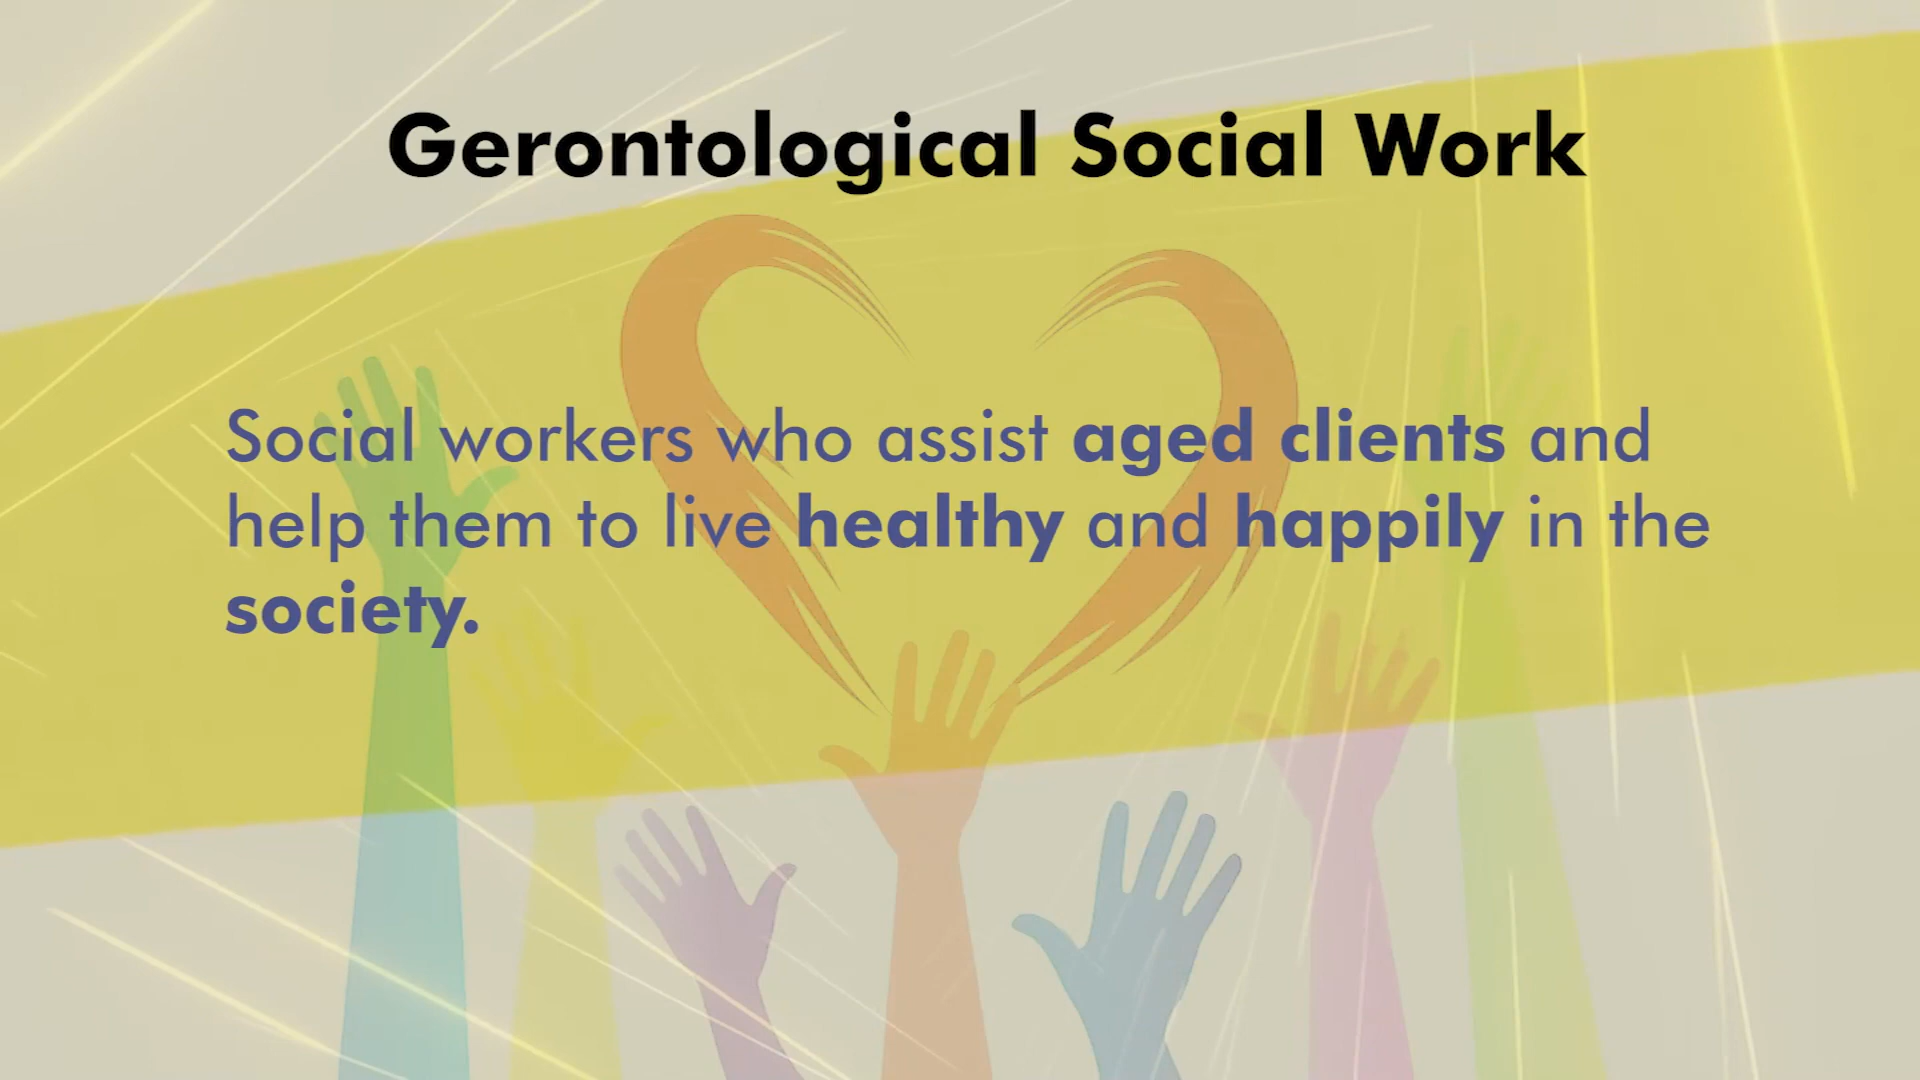 Gerontological Social Work
Social workers who assist aged clients and
help them to live healthy and happily in the
society.